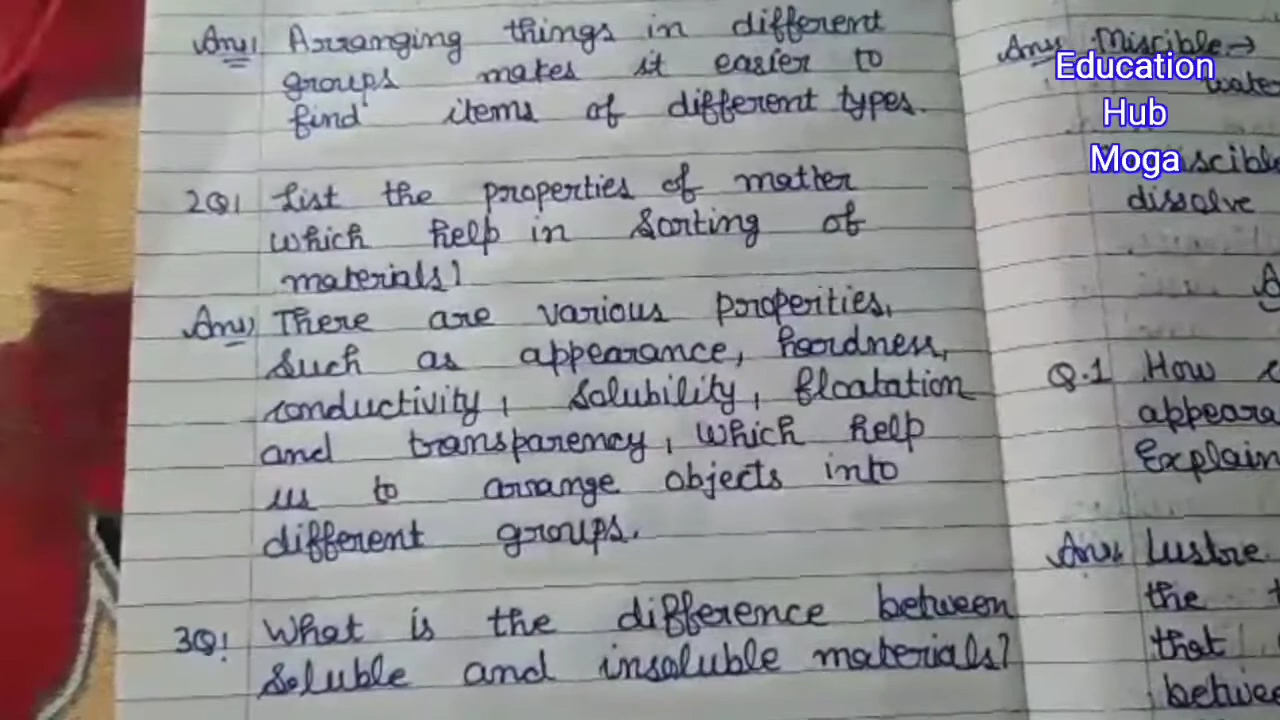 Ans: Arranging things in different
groups makes it easier to
find items of different types.
2Q: List the properties of matter
which help in Sorting of
materials?
Ans: There are various properities,
such as appearance, hardness,
conductivity, Solubility, floatation
and transparency, which help
us to arrange objects into
different groups.
3Q: What is the difference between
soluble and insoluble materials?
Ans: Miscible→
wate
scible
dissolve
Q.1 How
appeara
Explain
Ans: Lustre
the
that
betwee
Education
Hub
Moga